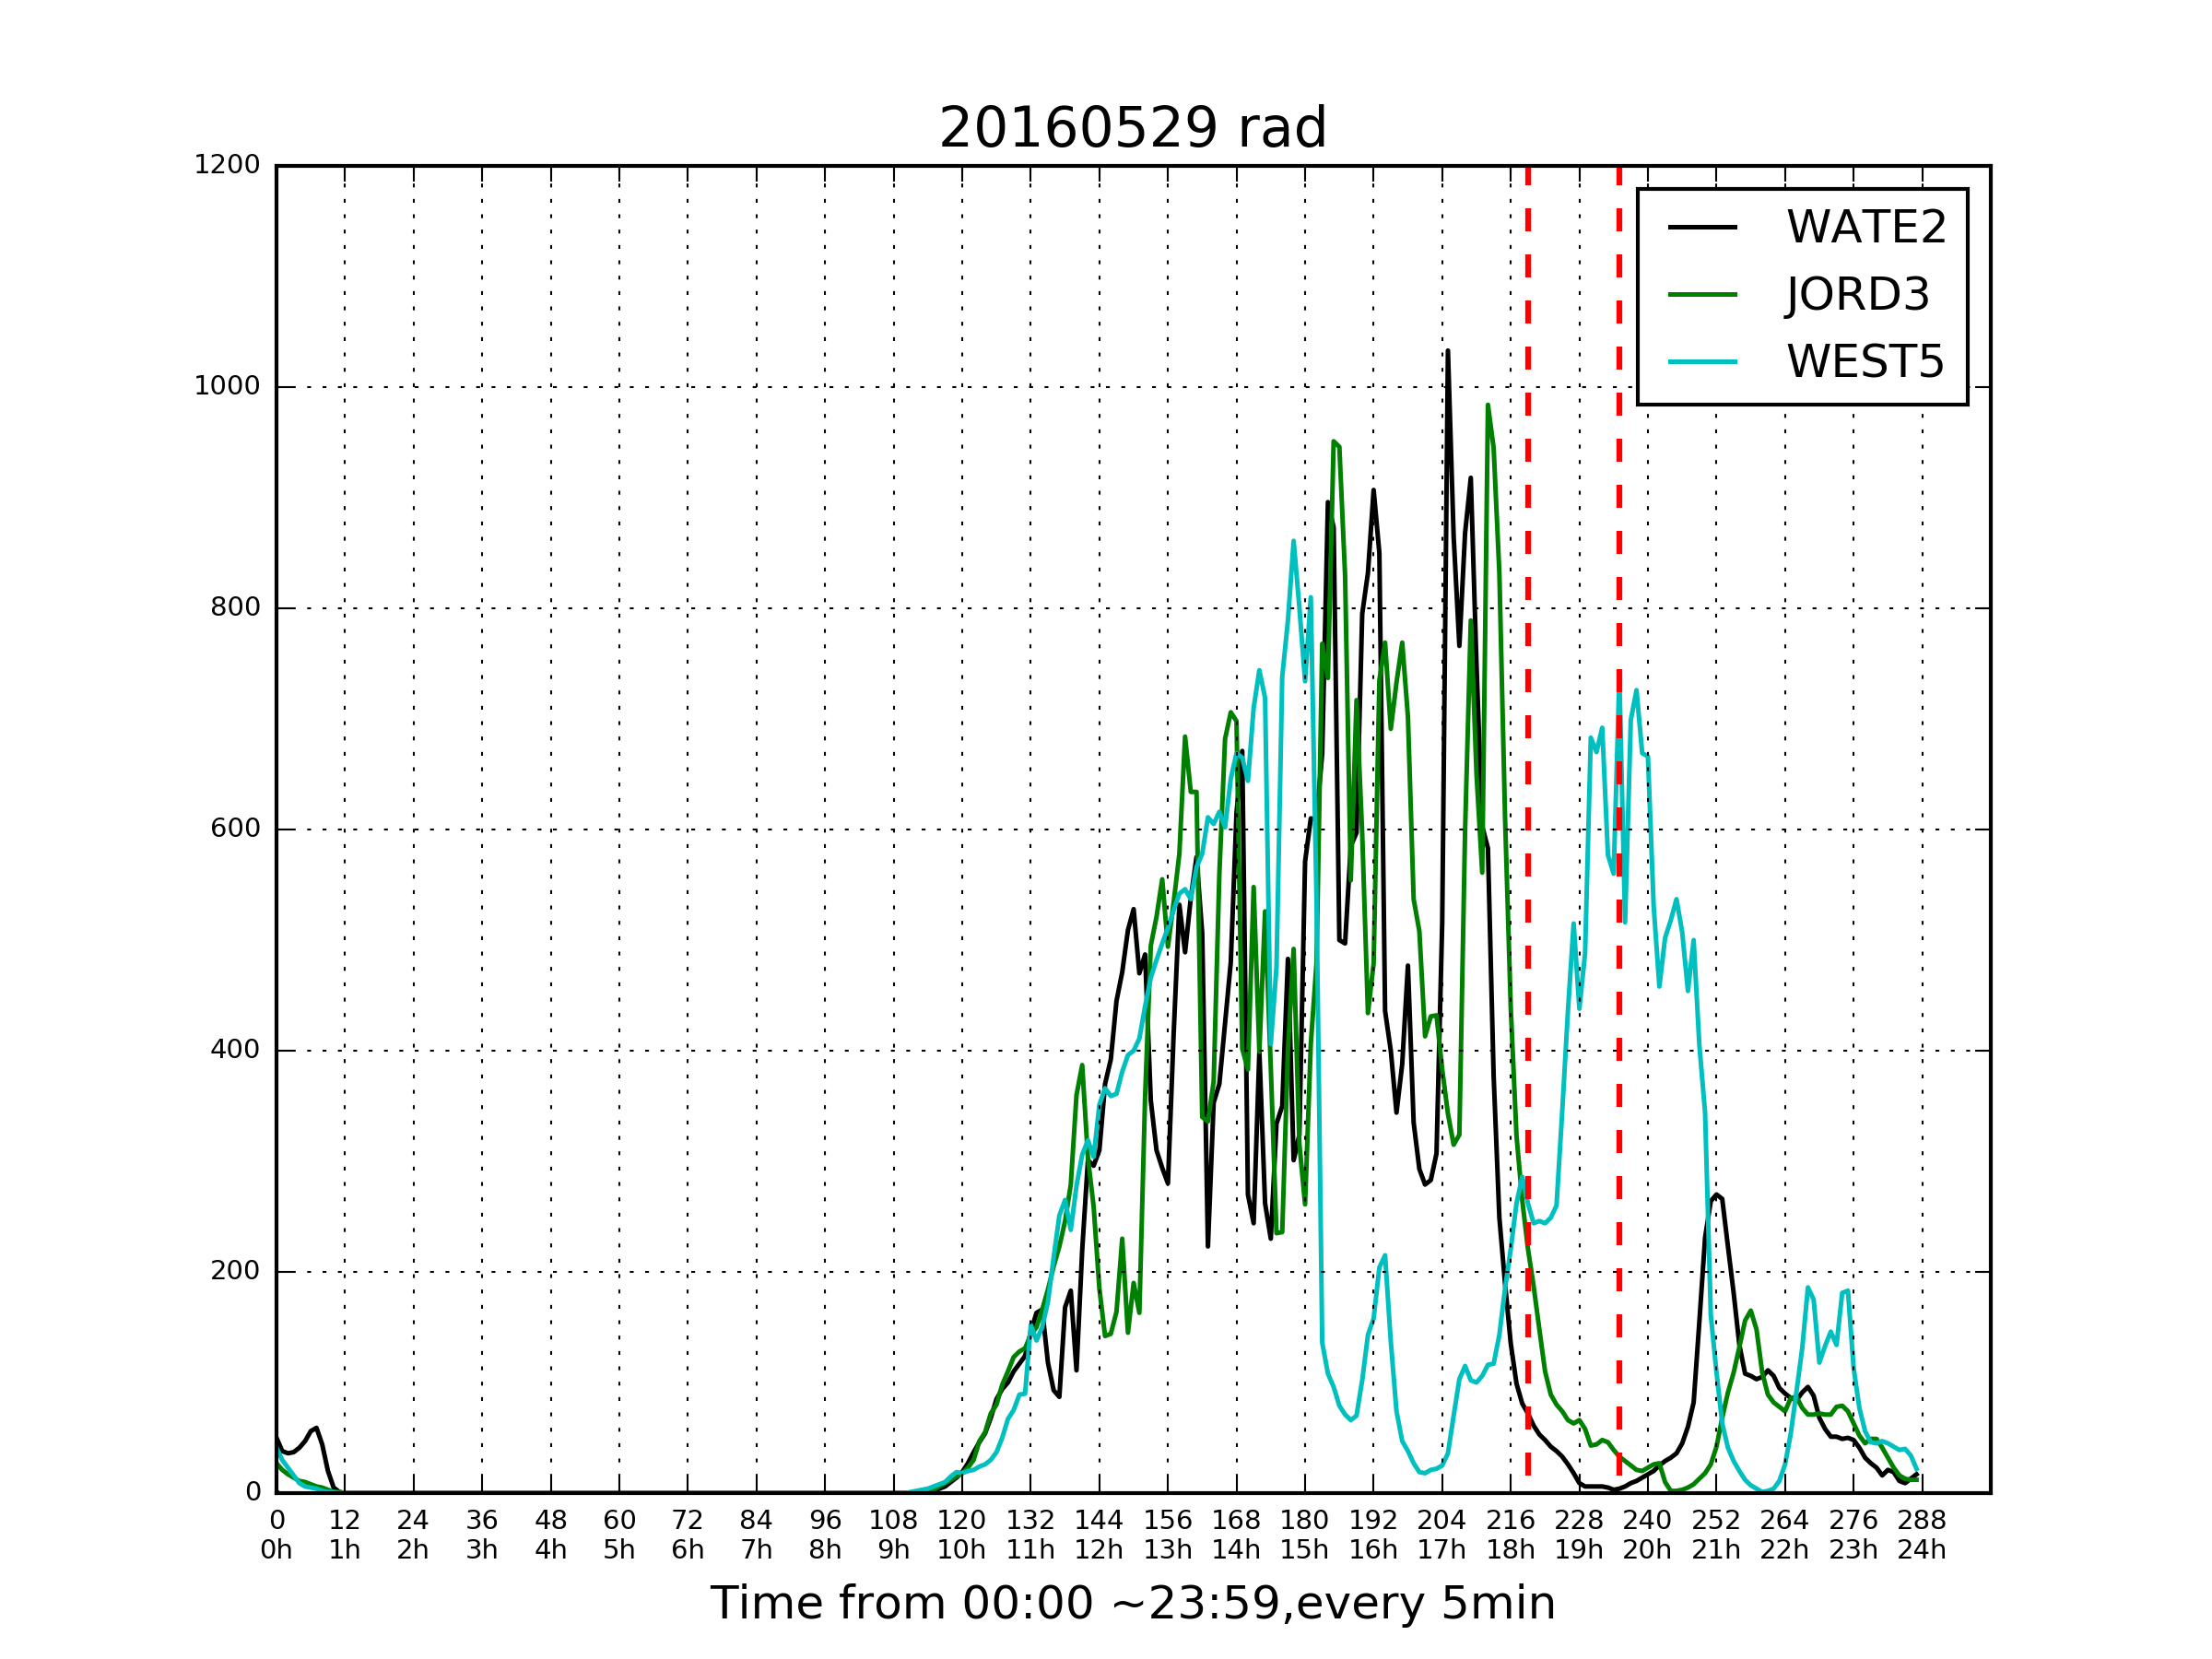 20160529 rad
1200
1000
800
600
400
200
0
WATE2
JORD3
WEST5
0 12 24 36 48 60 72 84 96 108 120 132 144 156 168 180 192 204 216 228 240 252 264 276 288
0h 1h 2h 3h 4h 5h 6h 7h 8h 9h 10h 11h 12h 13h 14h 15h 16h 17h 18h 19h 20h 21h 22h 23h 24h
Time from 00:00 ~23:59,every 5min